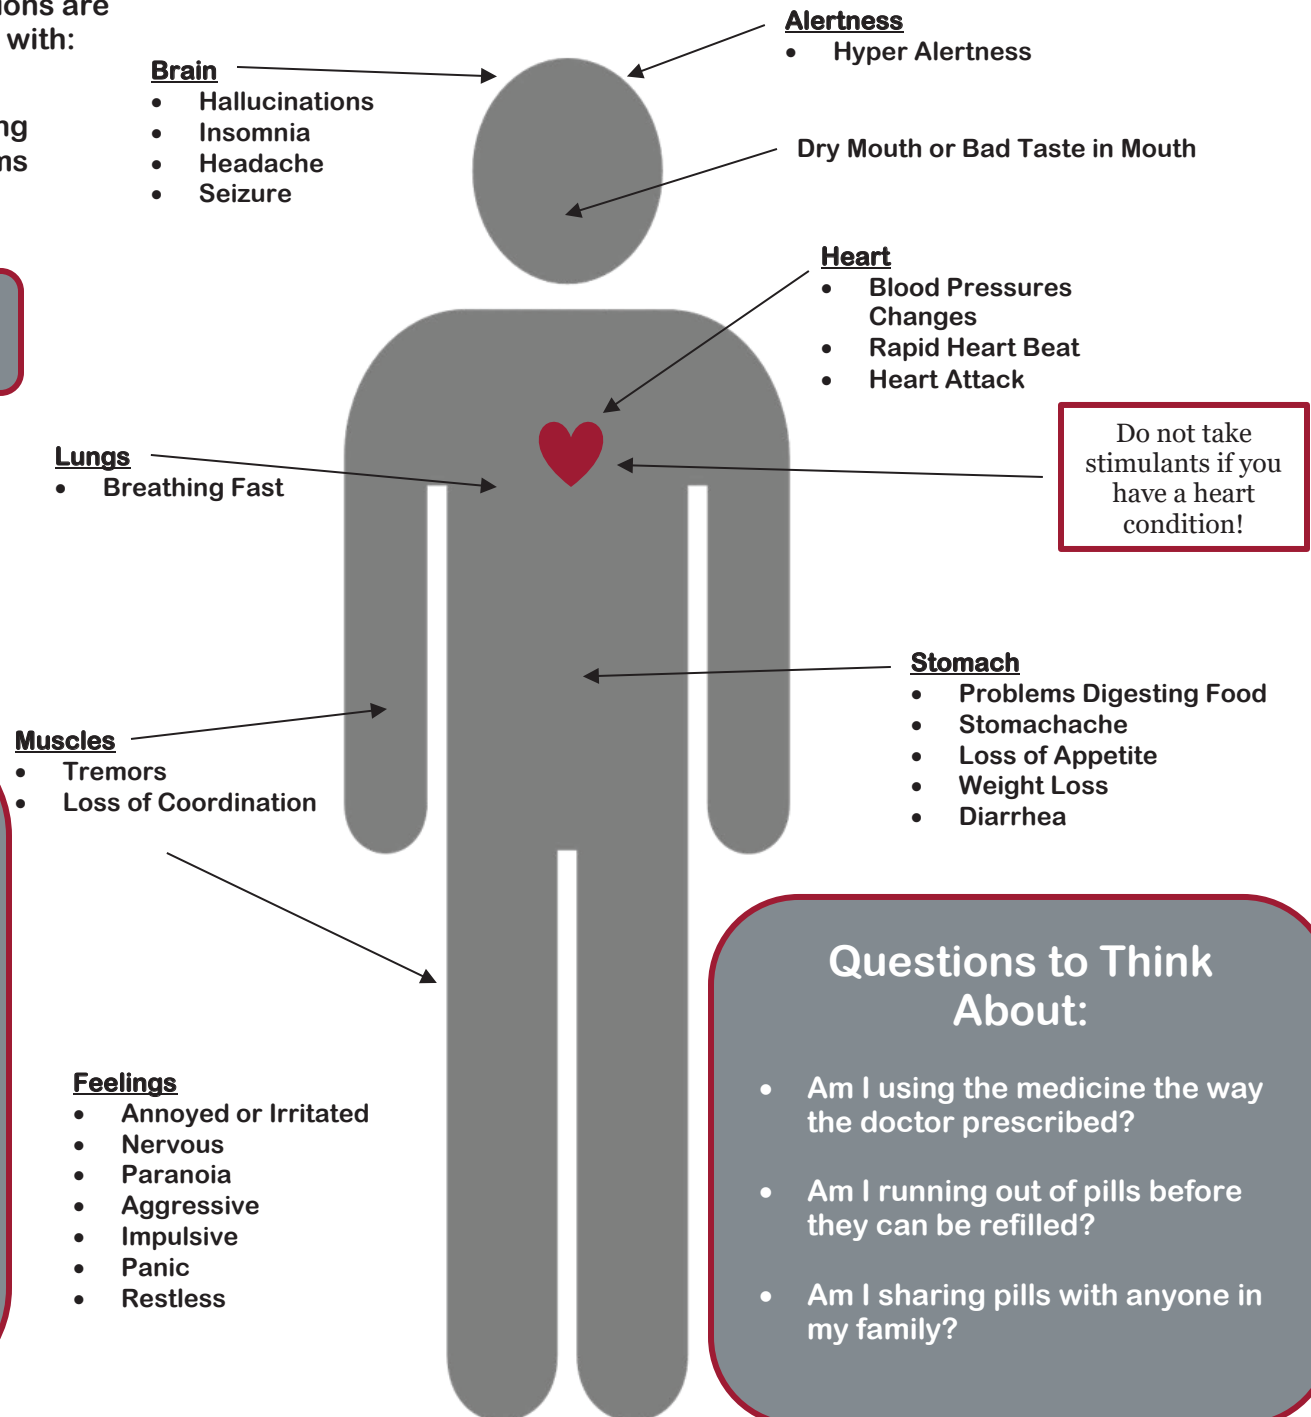 ions are
with:
ng
ms
Brain
• Hallucinations
• Insomnia
• Headache
• Seizure
Alertness
• Hyper Alertness
Dry Mouth or Bad Taste in Mouth
Heart
• Blood Pressures
Changes
• Rapid Heart Beat
• Heart Attack
Do not take
stimulants if you
have a heart
condition!
Lungs
• Breathing Fast
Stomach
• Problems Digesting Food
• Stomachache
• Loss of Appetite
• Weight Loss
• Diarrhea
Muscles
• Tremors
• Loss of Coordination
Feelings
• Annoyed or Irritated
• Nervous
• Paranoia
• Aggressive
• Impulsive
• Panic
• Restless
Questions to Think
About:
• Am I using the medicine the way
the doctor prescribed?
• Am I running out of pills before
they can be refilled?
• Am I sharing pills with anyone in
my family?